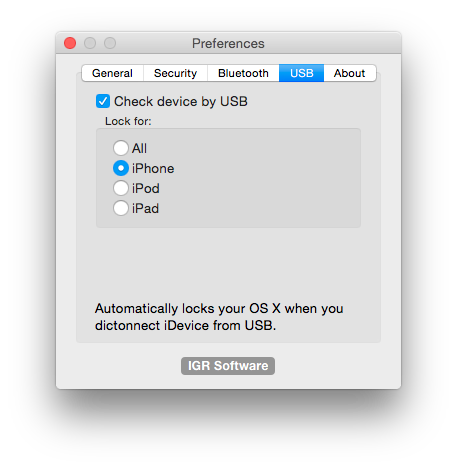 Preferences
General Security Bluetooth USB About
Check device by USB
Lock for:
All
iPhone
iPod
iPad
Automatically locks your OS X when you
dictonnect iDevice from USB.
IGR Software